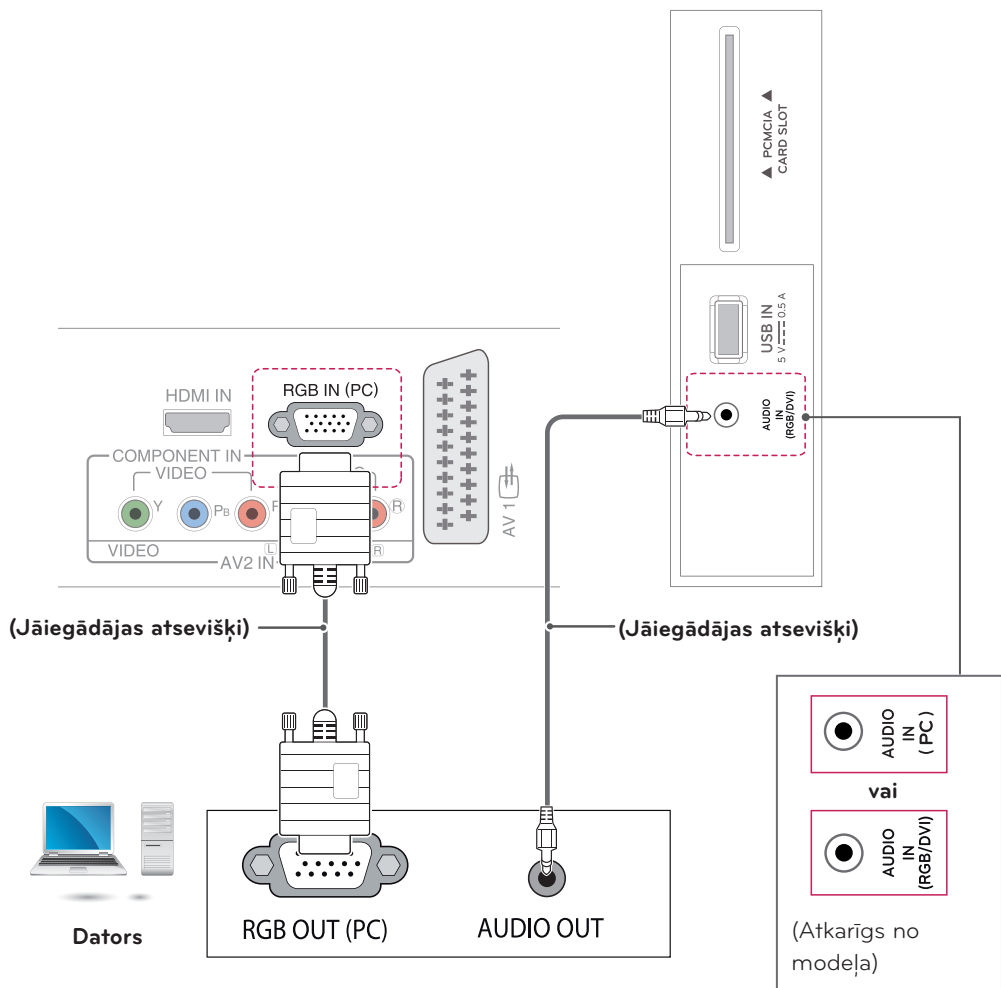 ▲ PCMCIA ▲
CARD SLOT
USB IN
5 V 0.5 A
AUDIO
IN
(RGB/DVI)
HDMI IN
RGB IN (PC)
COMPONENT IN
VIDEO
Y
PB
R
VIDEO
L
R
AV2 IN
AV 1
(Jāiegādājas atsevišķi)
(Jāiegādājas atsevišķi)
AUDIO
IN
(PC)
vai
AUDIO
IN
(RGB/DVI)
(Atkarīgs no
modeļa)
Dators
RGB OUT (PC)
AUDIO OUT